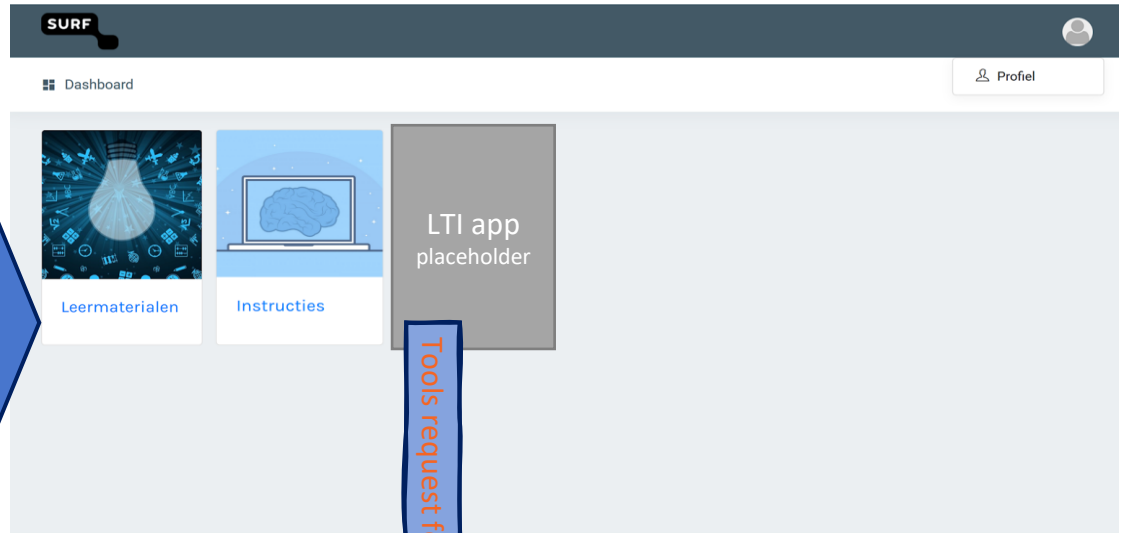 SURF
Profiel
Dashboard
LTI app
placeholder
Leermaterialen
Instructies
Tools request f